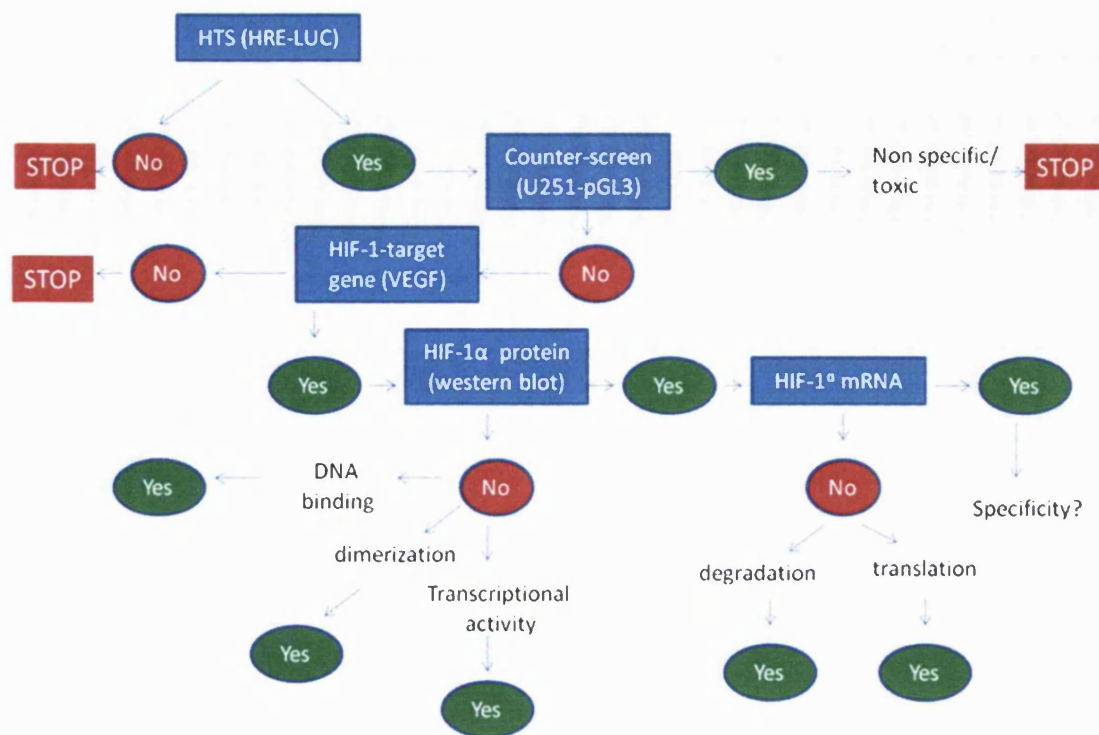 HTS (HRE-LUC)
STOP
No
Yes
Counter-screen
(U251-pGL3)
Yes
Non specific/
toxic
STOP
STOP
No
HIF-1-target
gene (VEGF)
No
Yes
HIF-1α protein
(western blot)
Yes
HIF-1ᵅ mRNA
Yes
Yes
DNA
binding
No
No
Specificity?
dimerization
Transcriptional
activity
degradation
translation
Yes
Yes
Yes
Yes